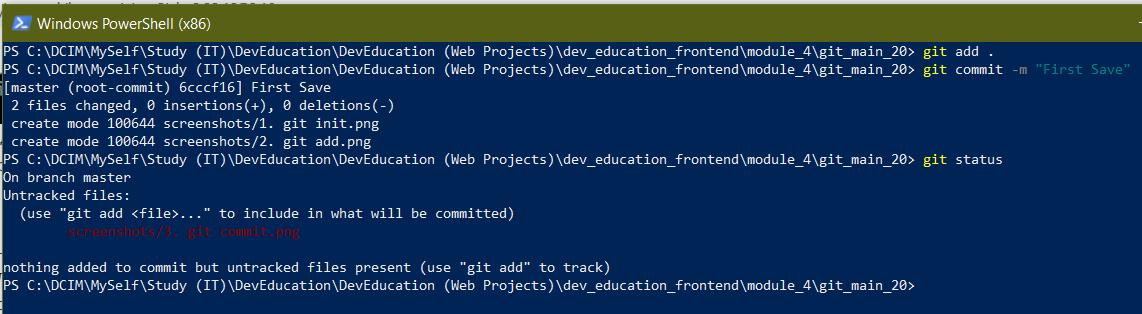 Windows PowerShell (x86)
PS C:\DCIM\MySelf\Study (IT)\DevEducation\DevEducation (Web Projects)\dev_education_frontend\module_4\git_main_20> git add .
PS C:\DCIM\MySelf\Study (IT)\DevEducation\DevEducation (Web Projects)\dev_education_frontend\module_4\git_main_20> git commit -m "First Save"
[master (root-commit) 6cccf16] First Save
 2 files changed, 0 insertions(+), 0 deletions(-)
 create mode 100644 screenshots/1. git init.png
 create mode 100644 screenshots/2. git add.png
PS C:\DCIM\MySelf\Study (IT)\DevEducation\DevEducation (Web Projects)\dev_education_frontend\module_4\git_main_20> git status
On branch master
Untracked files:
  (use "git add <file>..." to include in what will be committed)
        screenshots/3. git commit.png
nothing added to commit but untracked files present (use "git add" to track)
PS C:\DCIM\MySelf\Study (IT)\DevEducation\DevEducation (Web Projects)\dev_education_frontend\module_4\git_main_20>